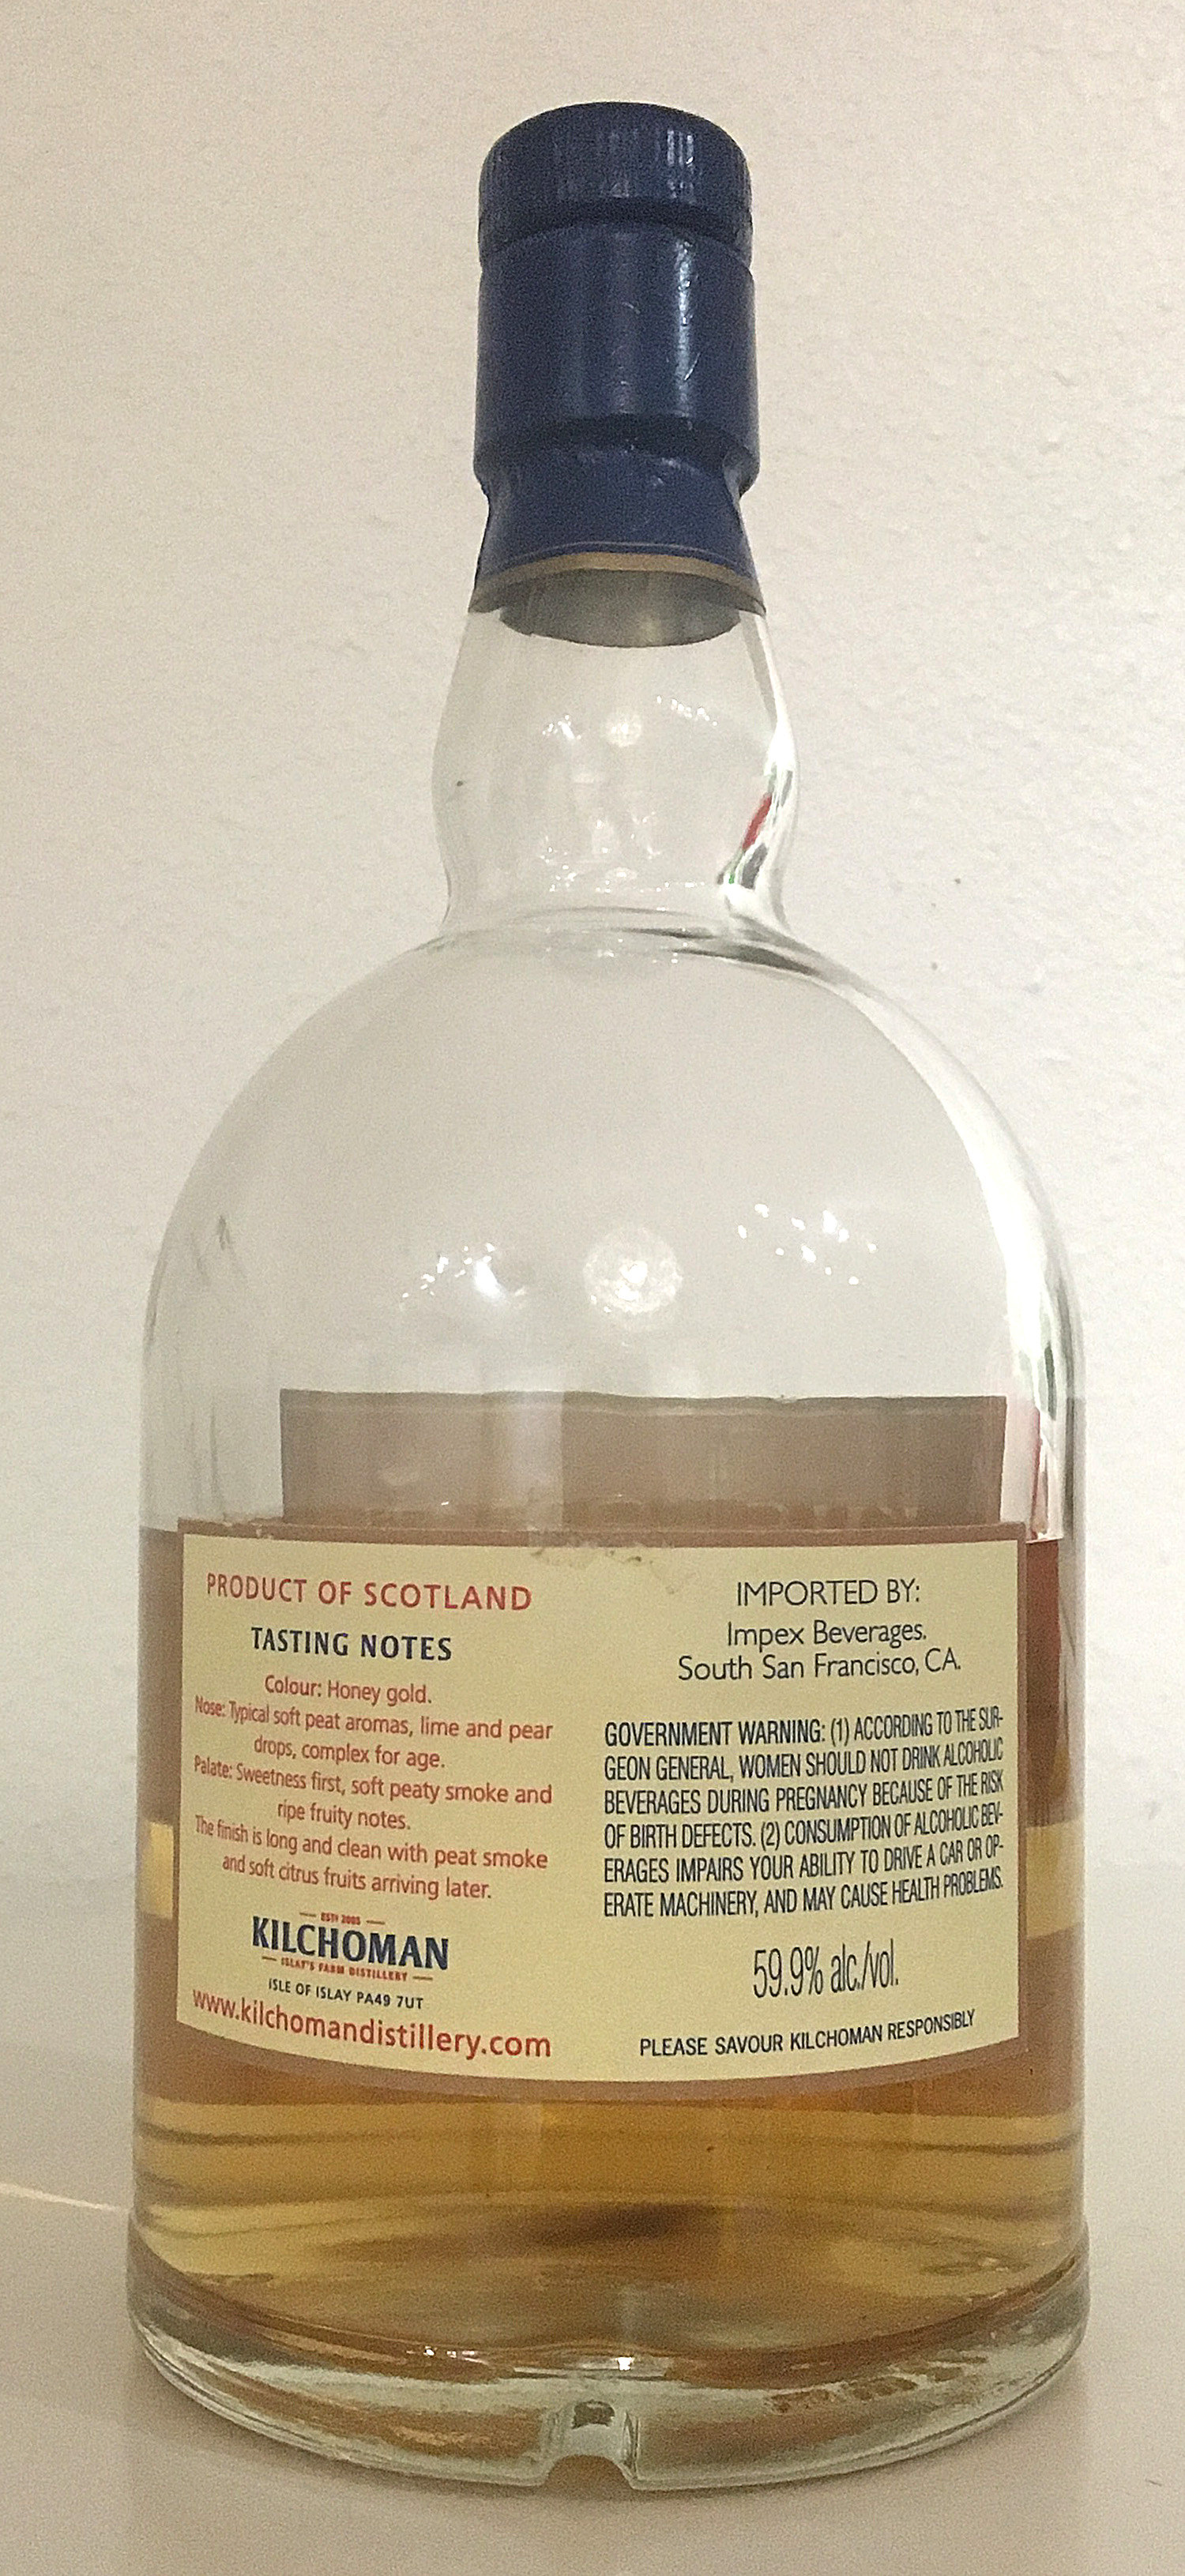 PRODUCT OF SCOTLAND
TASTING NOTES
Colour: Honey gold.
Nose: Typical soft peat aromas, lime and pear
drops, complex for age.
Palate: Sweetness first, soft peaty smoke and
ripe fruity notes.
The finish is long and clean with peat smoke
and soft citrus fruits arriving later.
ESTD 2005
KILCHOMAN
ISLAY'S FARM DISTILLERY
ISLE OF ISLAY PA49 7UT
www.kilchomandistillery.com
IMPORTED BY:
Impex Beverages.
South San Francisco, CA.
GOVERNMENT WARNING: (1) ACCORDING TO THE SUR-
GEON GENERAL, WOMEN SHOULD NOT DRINK ALCOHOLIC
BEVERAGES DURING PREGNANCY BECAUSE OF THE RISK
OF BIRTH DEFECTS. (2) CONSUMPTION OF ALCOHOLIC BEV-
ERAGES IMPAIRS YOUR ABILITY TO DRIVE A CAR OR OP-
ERATE MACHINERY, AND MAY CAUSE HEALTH PROBLEMS.
59.9% alc./vol.
PLEASE SAVOUR KILCHOMAN RESPONSIBLY